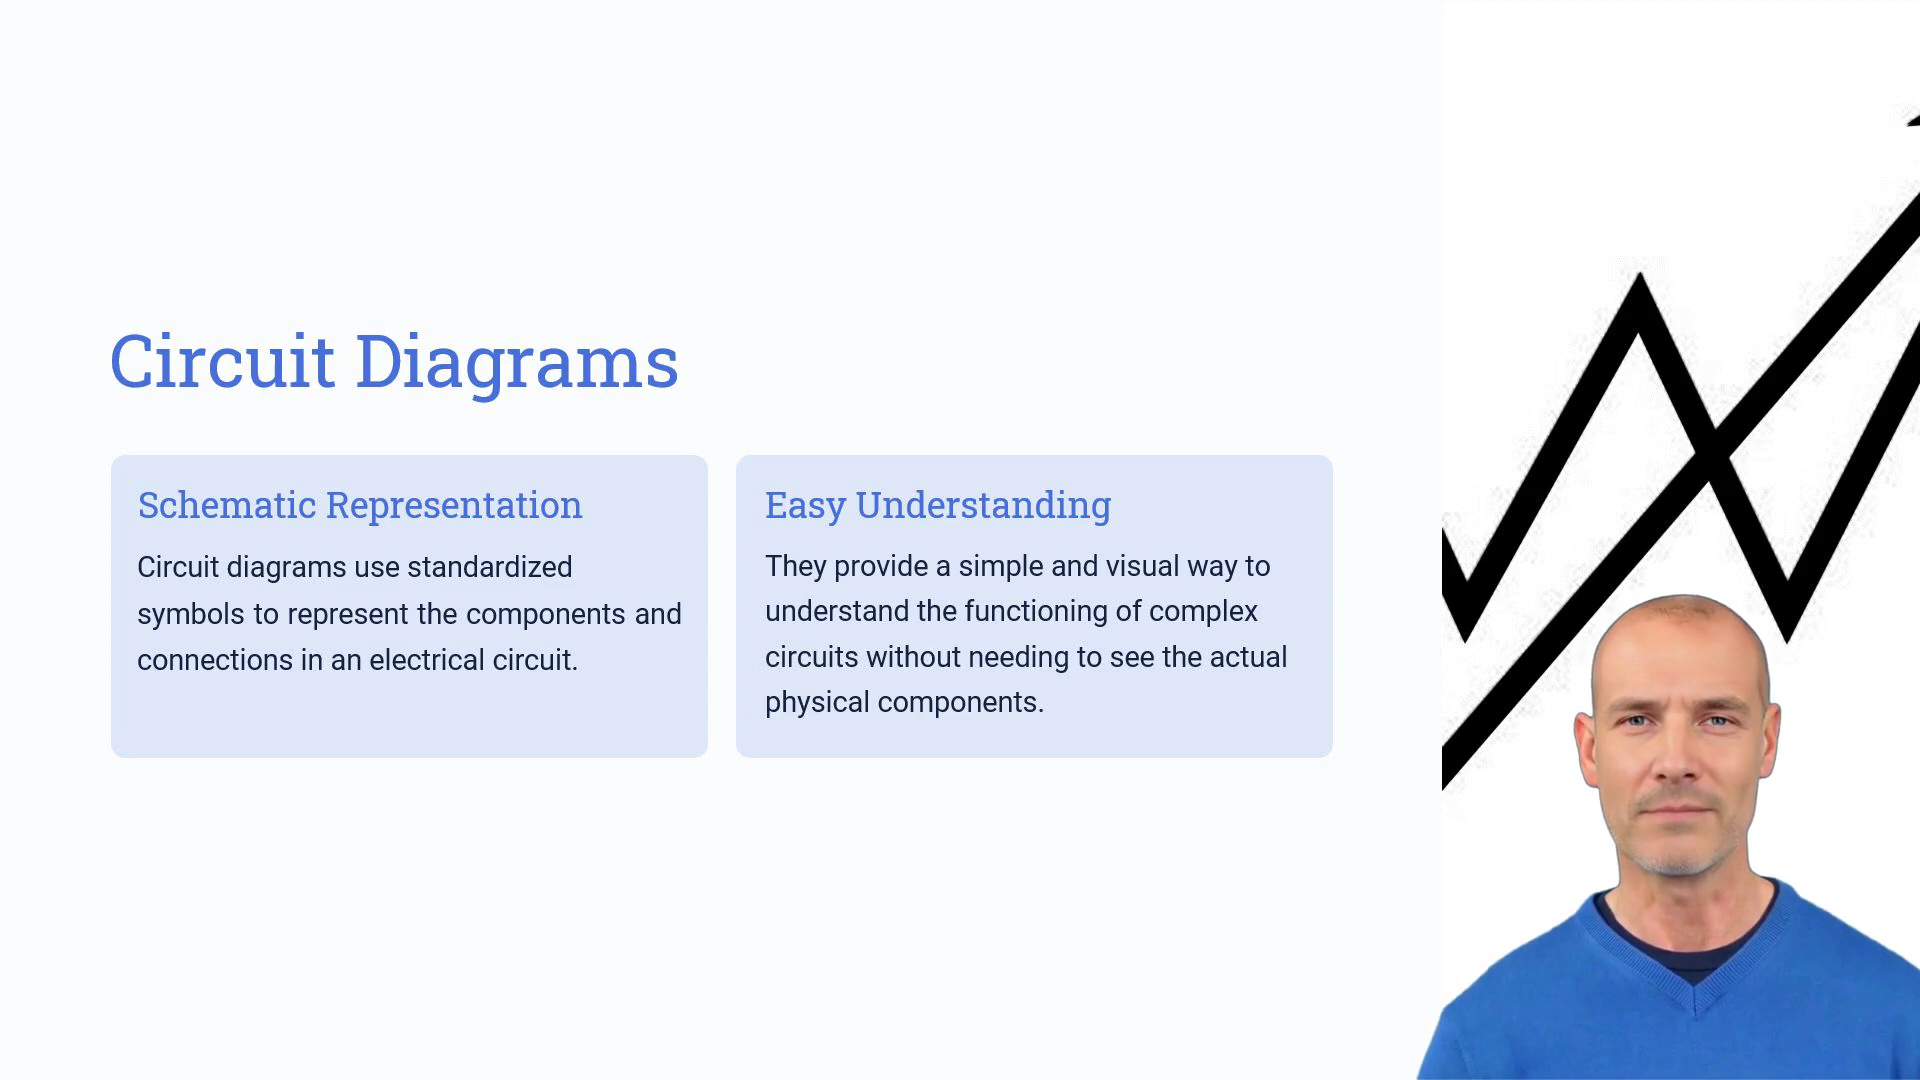 Circuit Diagrams
Schematic Representation
Circuit diagrams use standardized
symbols to represent the components and
connections in an electrical circuit.
Easy Understanding
They provide a simple and visual way to
understand the functioning of complex
circuits without needing to see the actual
physical components.